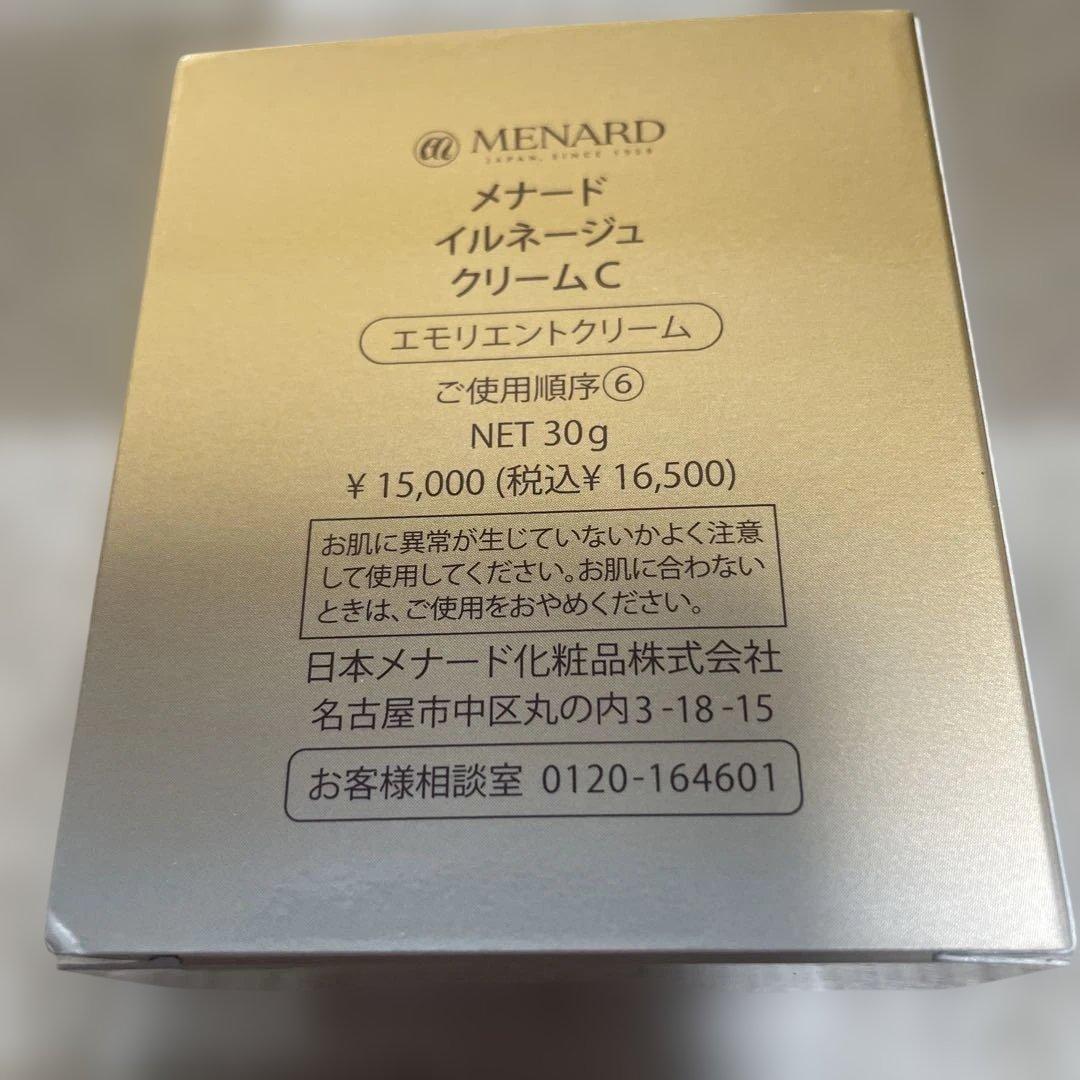 MENARD
JAPAN, SINCE 1959
メナード
イルネージュ
クリームC
エモリエントクリーム
ご使用順序⑥
NET 30g
¥ 15,000 (税込¥ 16,500)
お肌に異常が生じていないかよく注意
して使用してください。お肌に合わない
ときは、ご使用をおやめください。
日本メナード化粧品株式会社
名古屋市中区丸の内3-18-15
お客様相談室 0120-164601